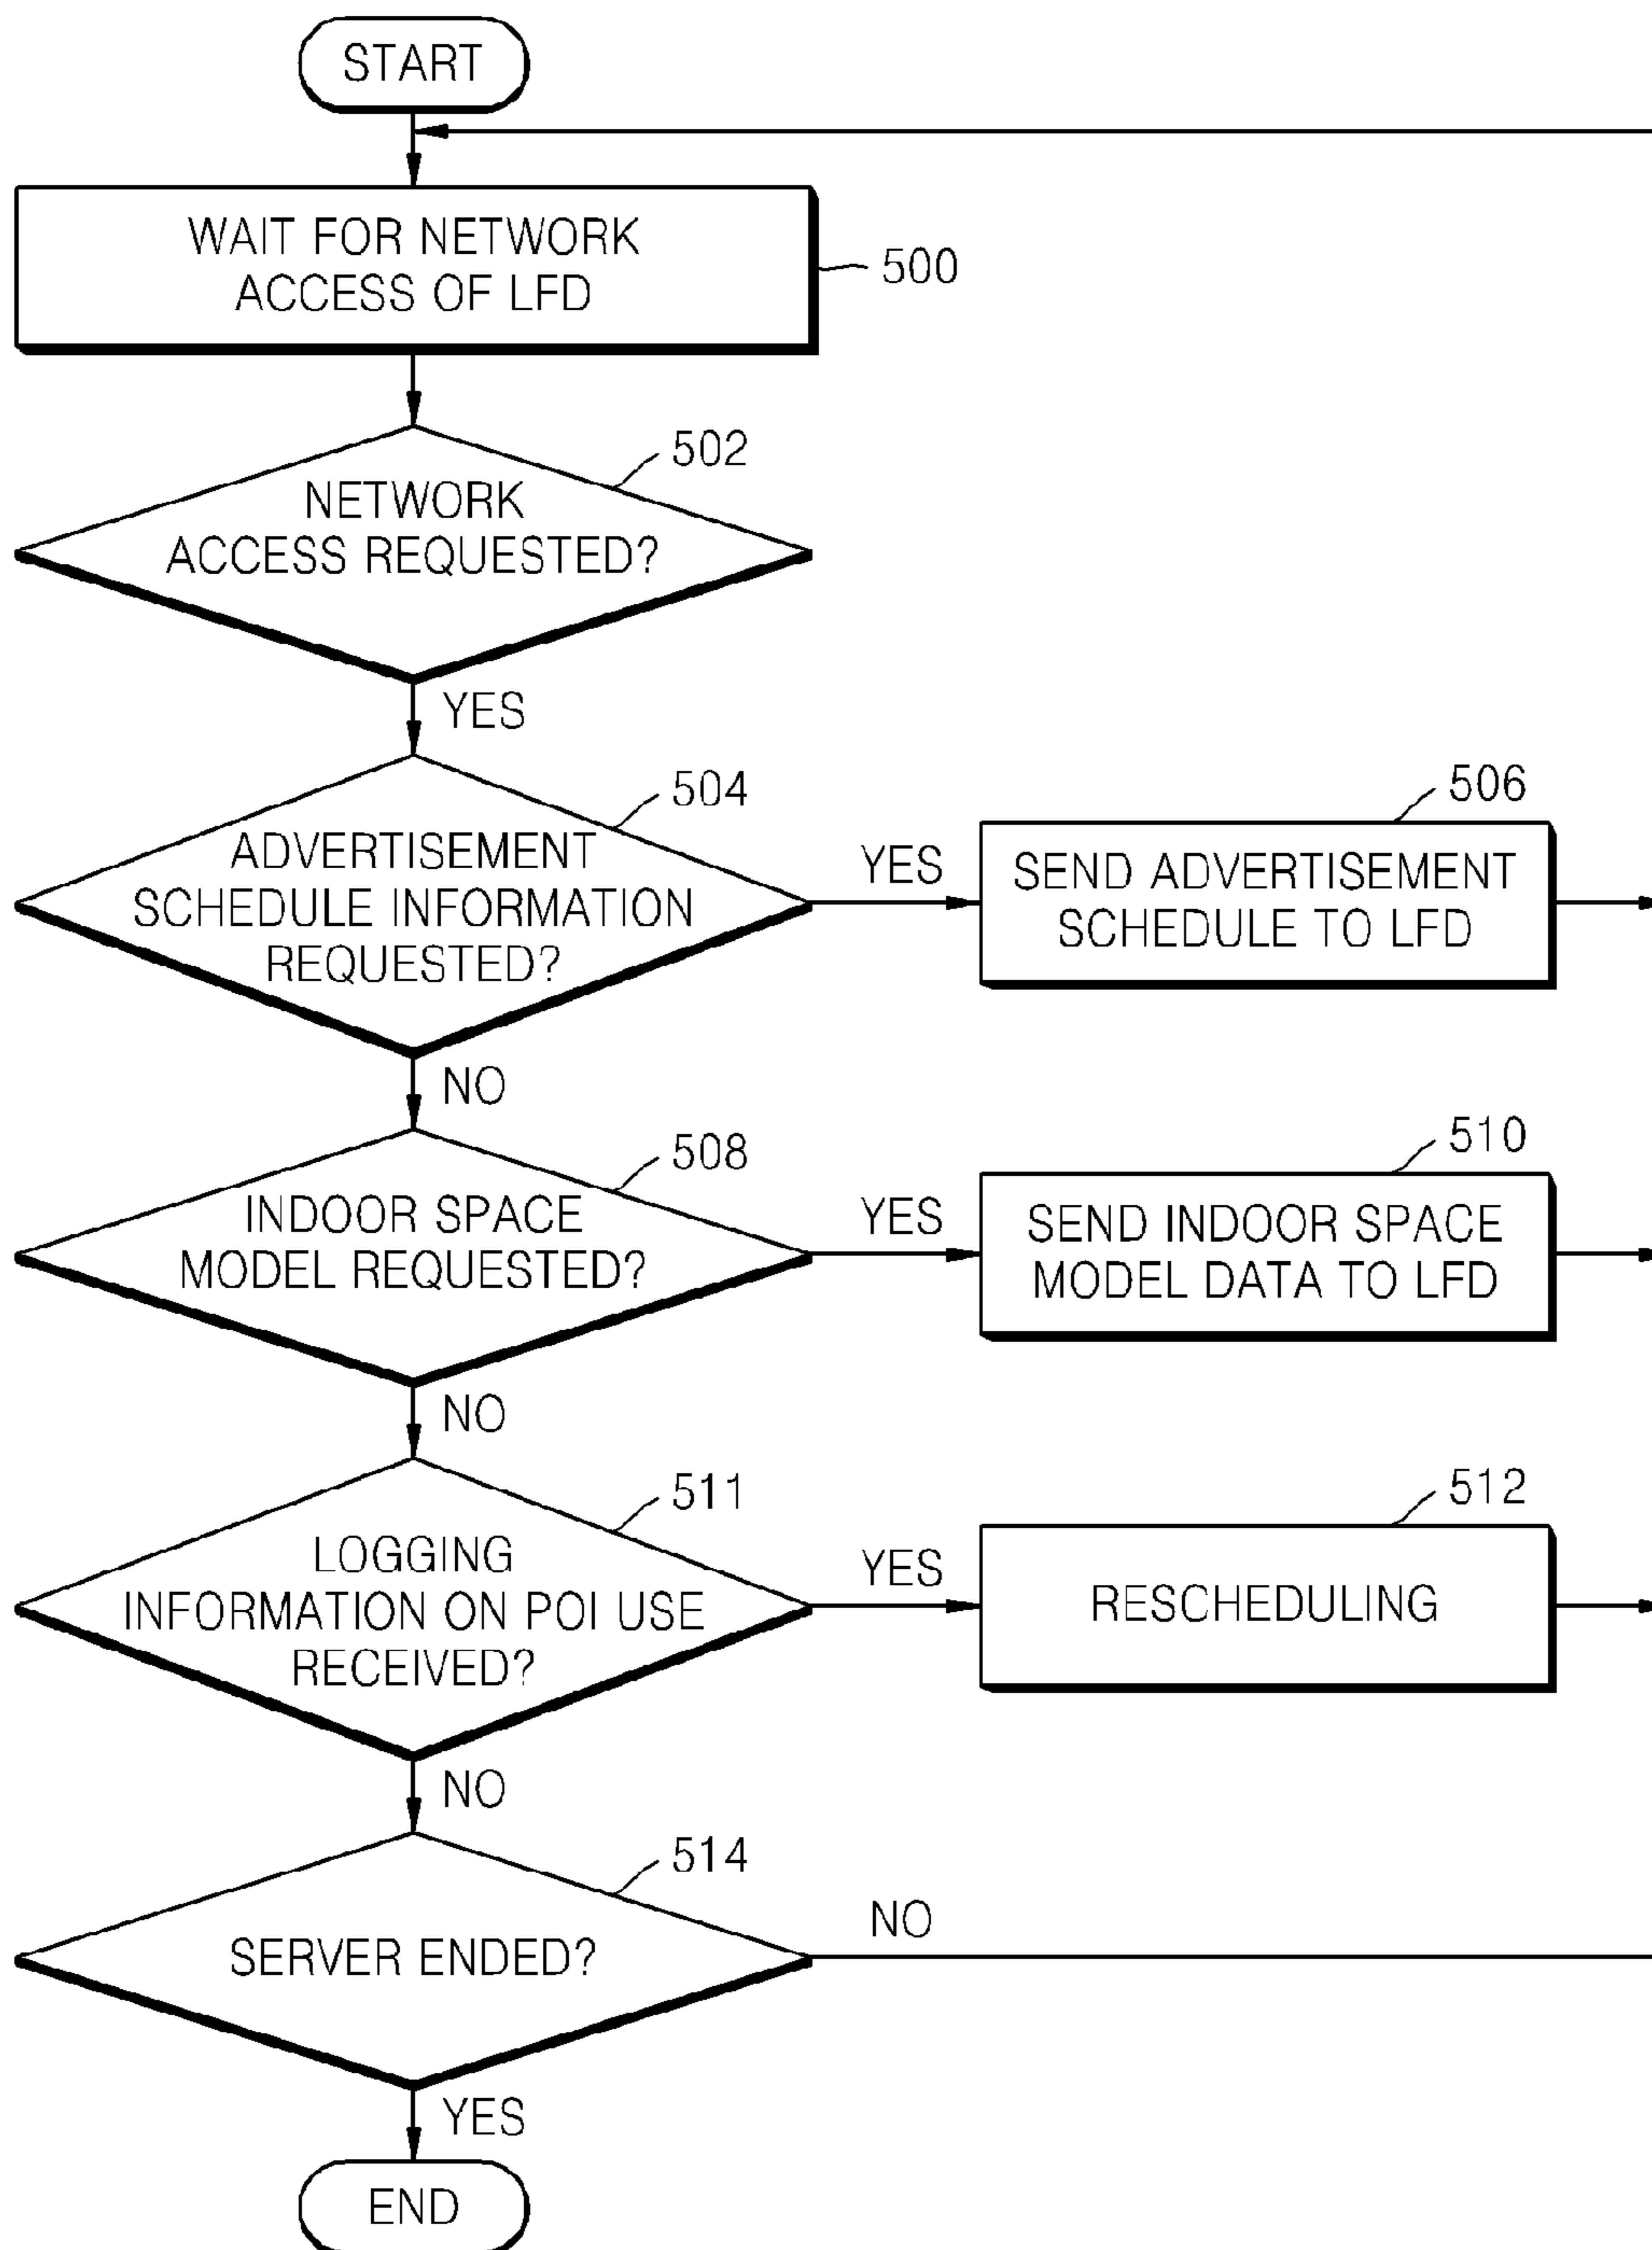 START
WAIT FOR NETWORK
ACCESS OF LFD
500
502
NETWORK
ACCESS REQUESTED?
YES
504
ADVERTISEMENT
SCHEDULE INFORMATION
REQUESTED?
YES
506
SEND ADVERTISEMENT
SCHEDULE TO LFD
NO
508
INDOOR SPACE
MODEL REQUESTED?
YES
510
SEND INDOOR SPACE
MODEL DATA TO LFD
NO
511
LOGGING
INFORMATION ON POI USE
RECEIVED?
YES
512
RESCHEDULING
NO
514
SERVER ENDED?
NO
YES
END